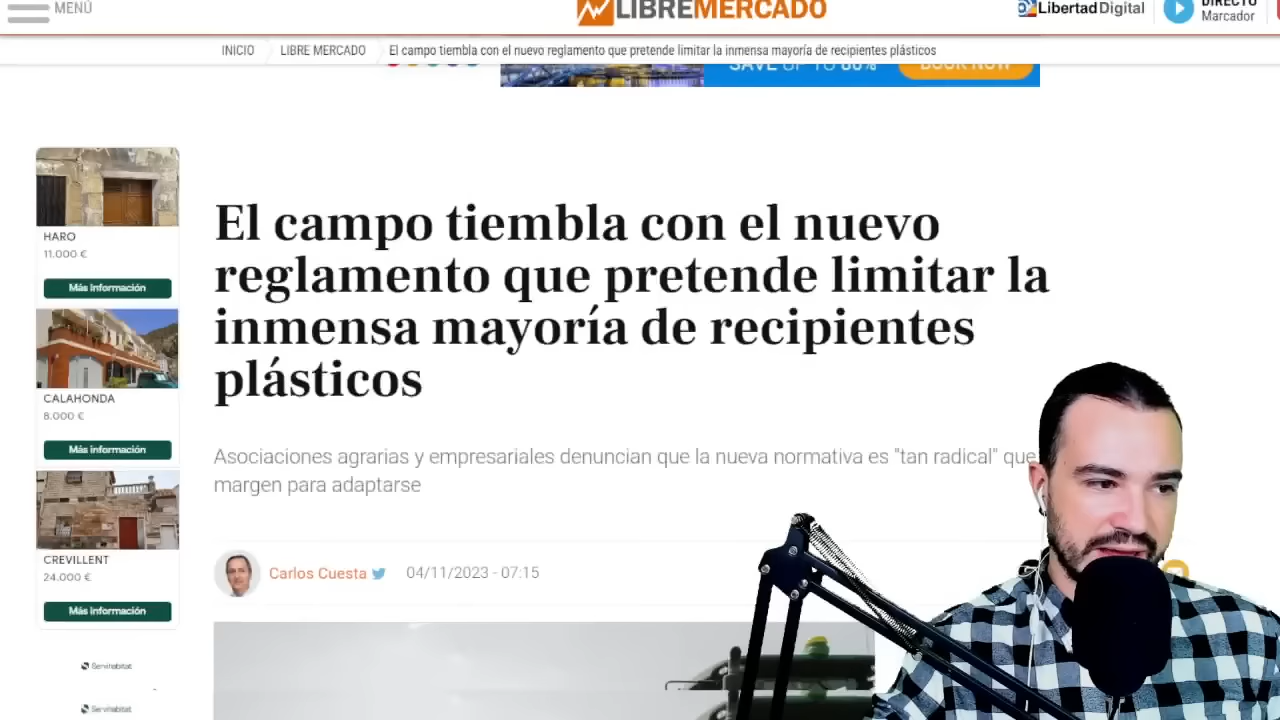 MENÚ
LIBREMERCADO
Libertad Digital
DIRECTO
Marcador
INICIO
LIBRE MERCADO
El campo tiembla con el nuevo reglamento que pretende limitar la inmensa mayoría de recipientes plásticos
SAVE UP TO 80%
BOOK NOW
HARO
11.000 €
Más información
CALAHONDA
8.000 €
Más información
CREVILLENT
24.000 €
Más información
Servihabitat
Servihabitat
El campo tiembla con el nuevo
reglamento que pretende limitar la
inmensa mayoría de recipientes
plásticos
Asociaciones agrarias y empresariales denuncian que la nueva normativa es "tan radical" que
margen para adaptarse
Carlos Cuesta
04/11/2023 - 07:15